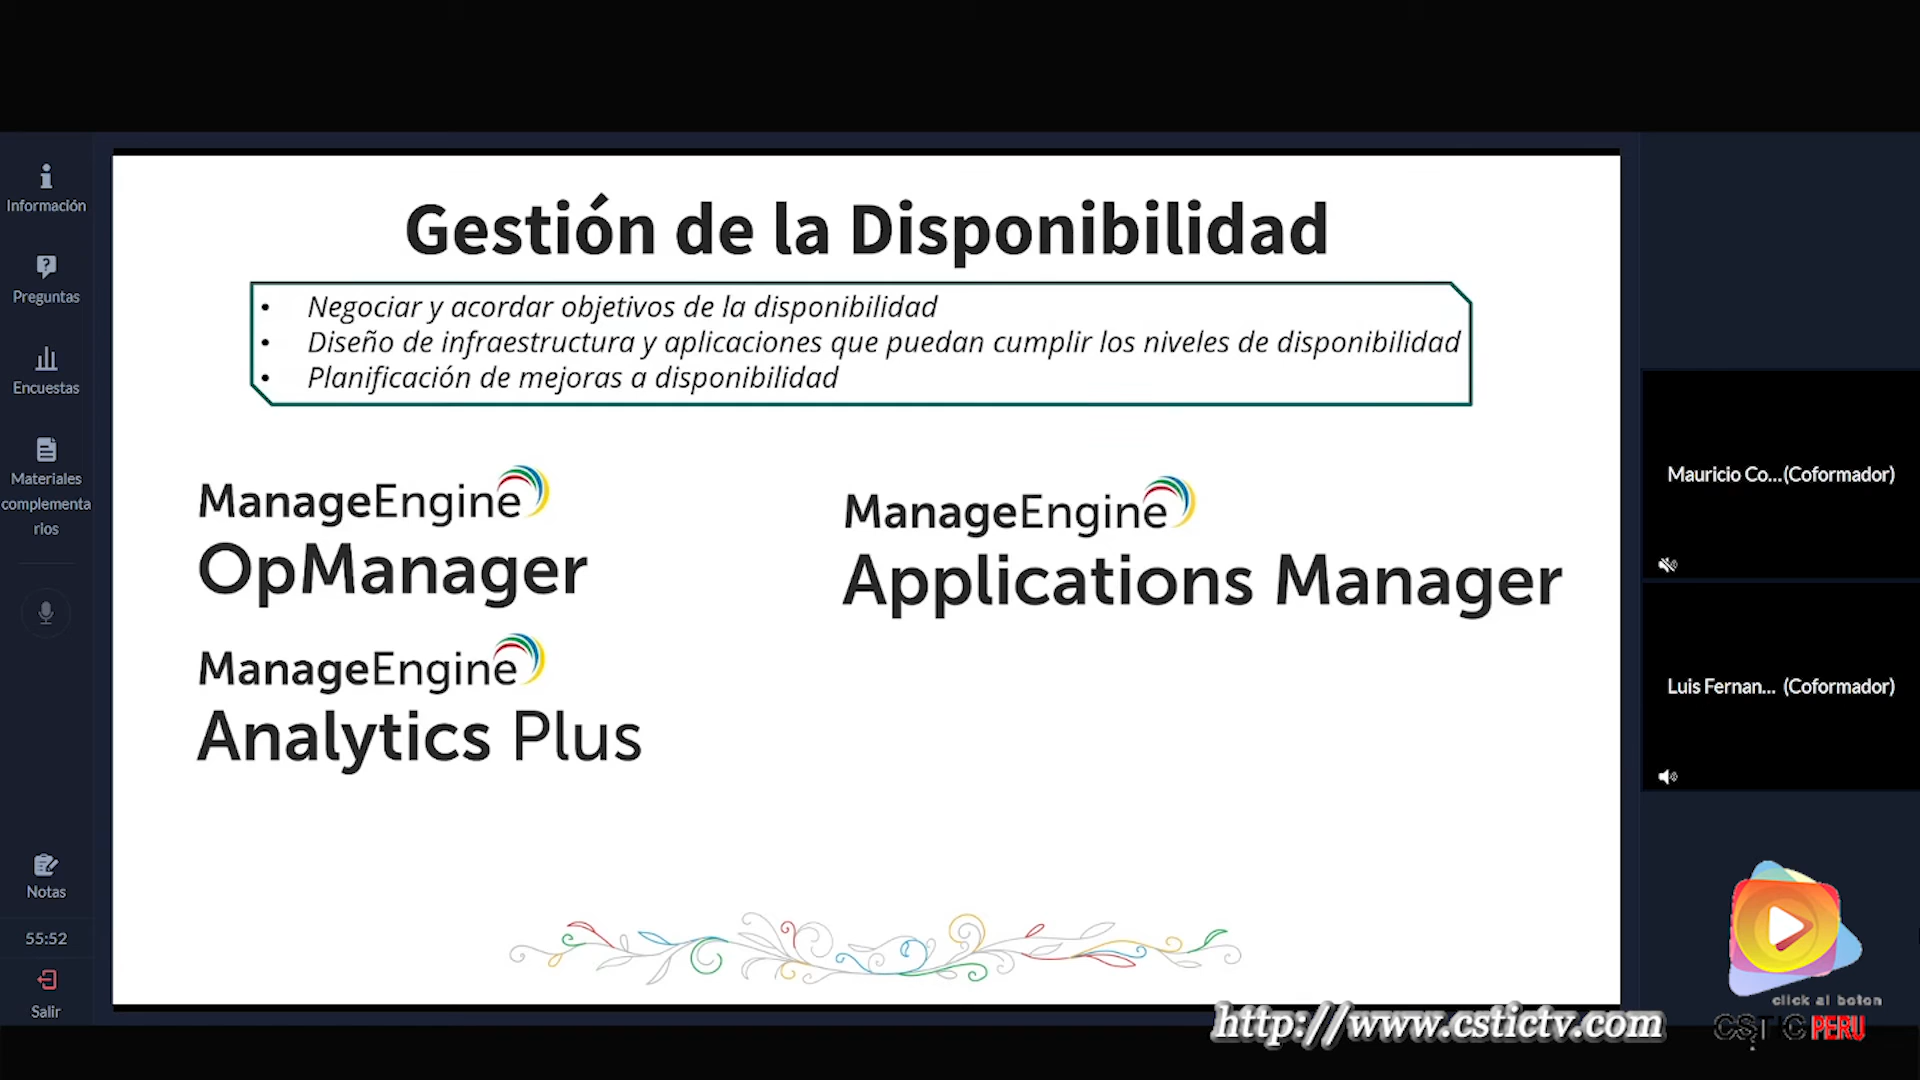 Información
Preguntas
Encuestas
Materiales
complementa
rios
Notas
55:52
Salir
Gestión de la Disponibilidad
• Negociar y acordar objetivos de la disponibilidad
• Diseño de infraestructura y aplicaciones que puedan cumplir los niveles de disponibilidad
• Planificación de mejoras a disponibilidad
ManageEngine
OpManager
ManageEngine
Applications Manager
ManageEngine
Analytics Plus
Mauricio Co...(Coformador)
Luis Fernan... (Coformador)
click al boton
CSTIC PERU
http://www.cstictv.com